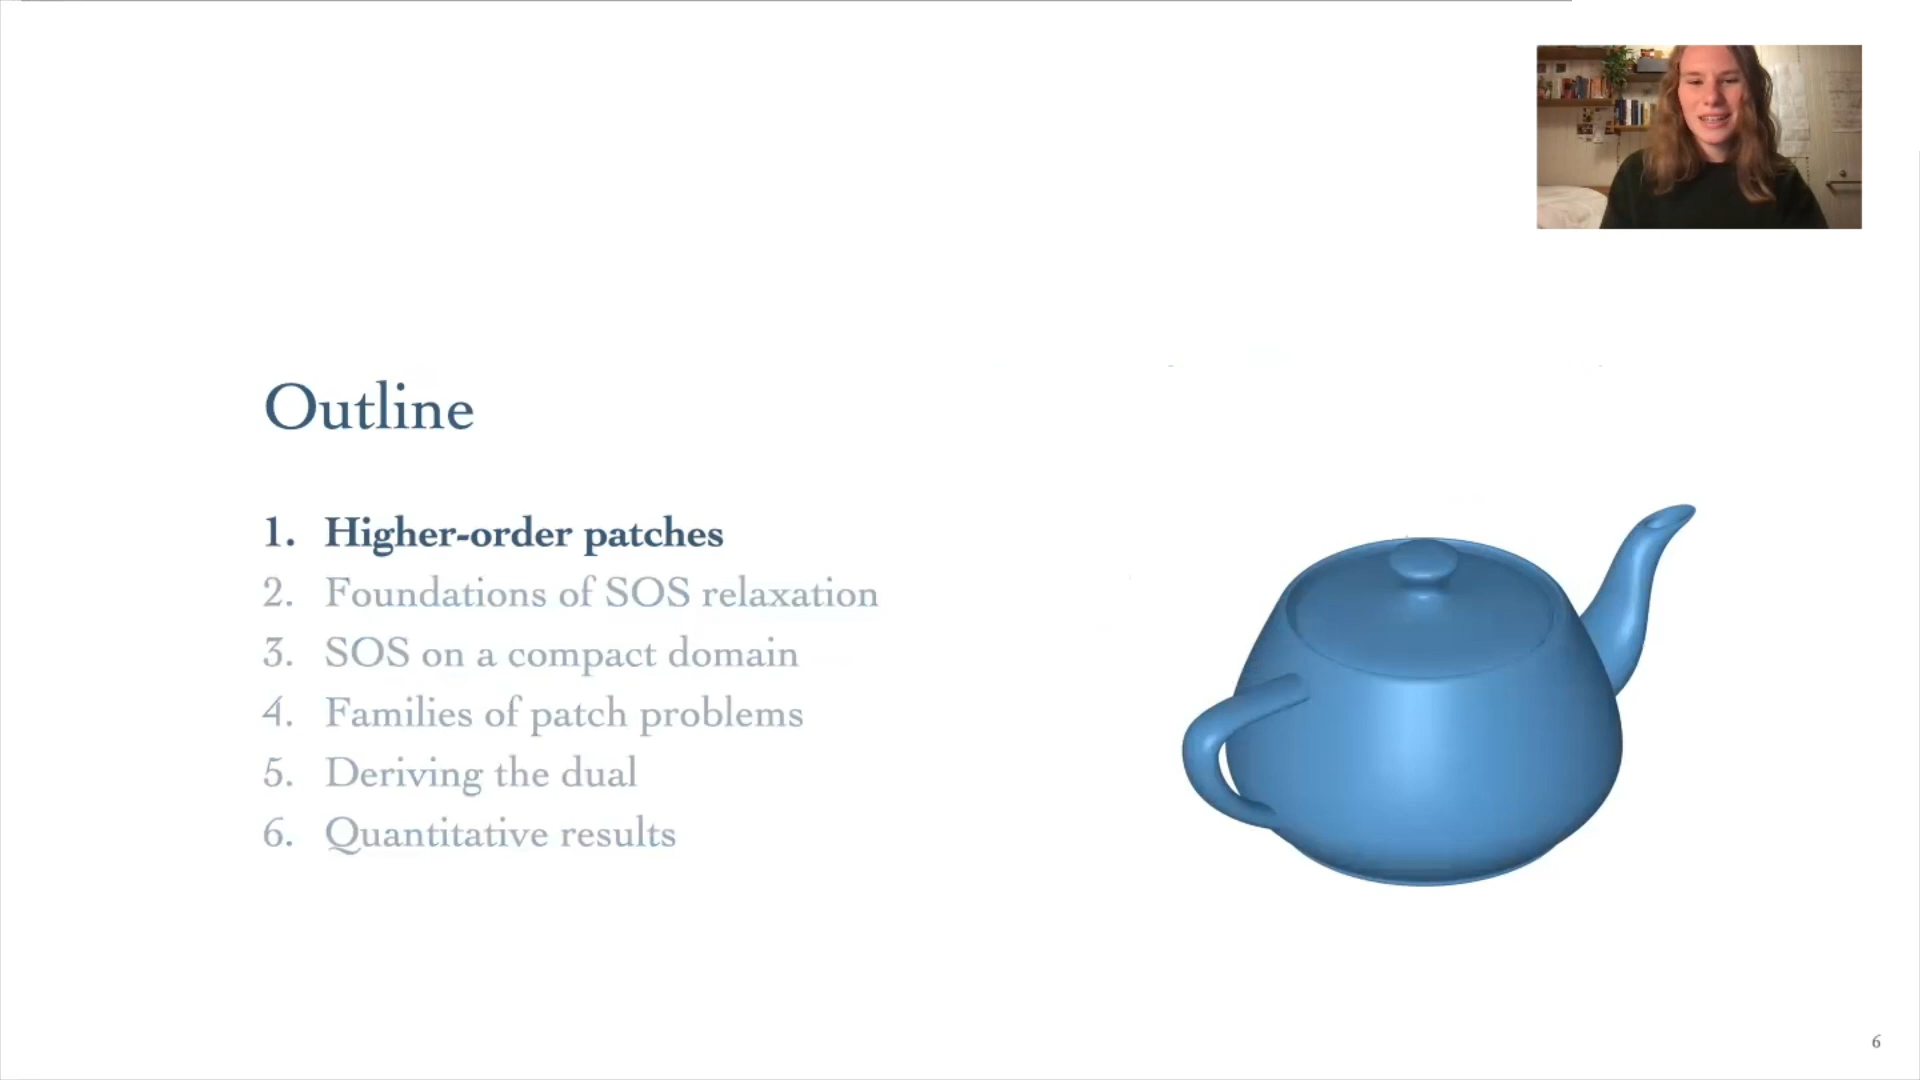 Outline
1. Higher-order patches
2. Foundations of SOS relaxation
3. SOS on a compact domain
4. Families of patch problems
5. Deriving the dual
6. Quantitative results
6